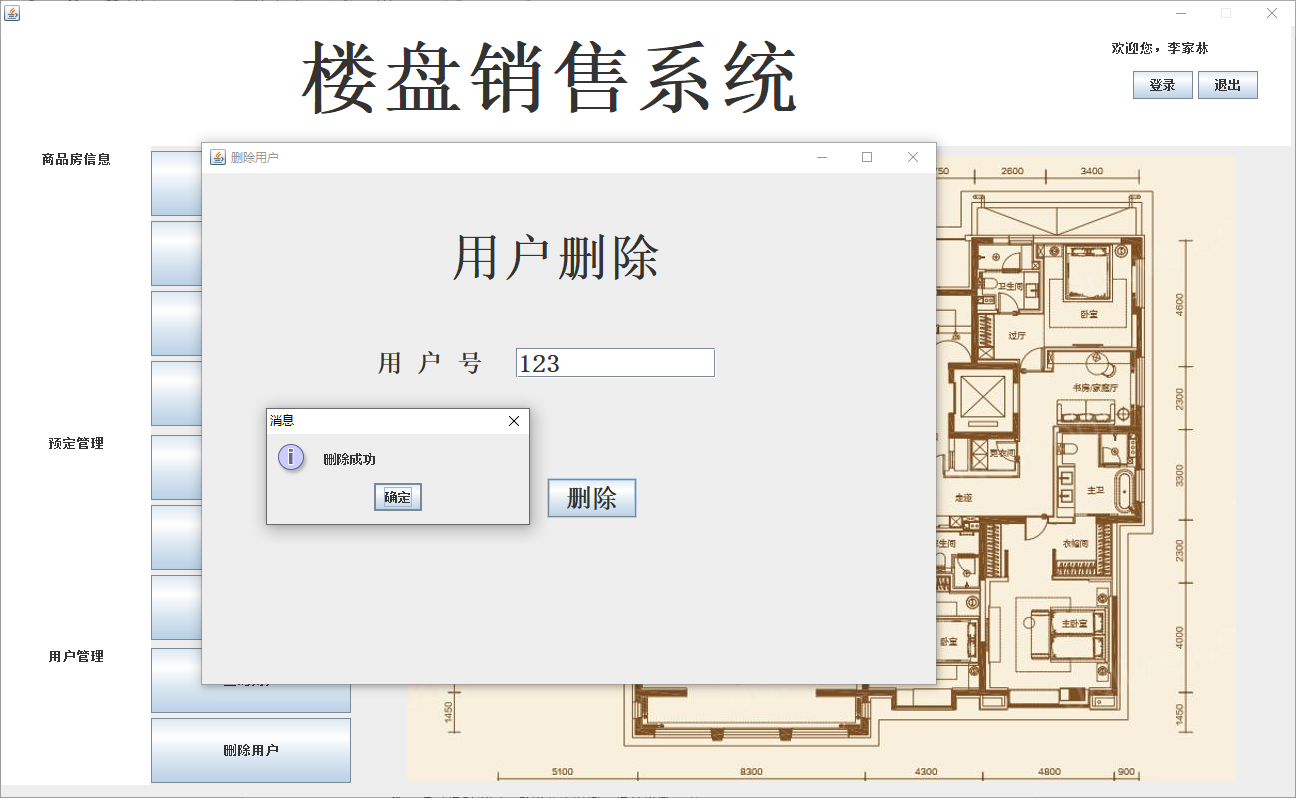 楼盘销售系统
欢迎您，李家林
登录
退出
商品房信息
预定管理
用户管理
删除用户
删除用户
用户删除
用 户 号
123
消息
删除成功
确定
删除
2600
3400
卫生间
卧室
过厅
书房/家庭厅
更衣间
走道
主卫
衣帽间
主卧室
卧室
4600
2300
3300
2300
4000
1450
1450
5100
8300
4300
4800
900